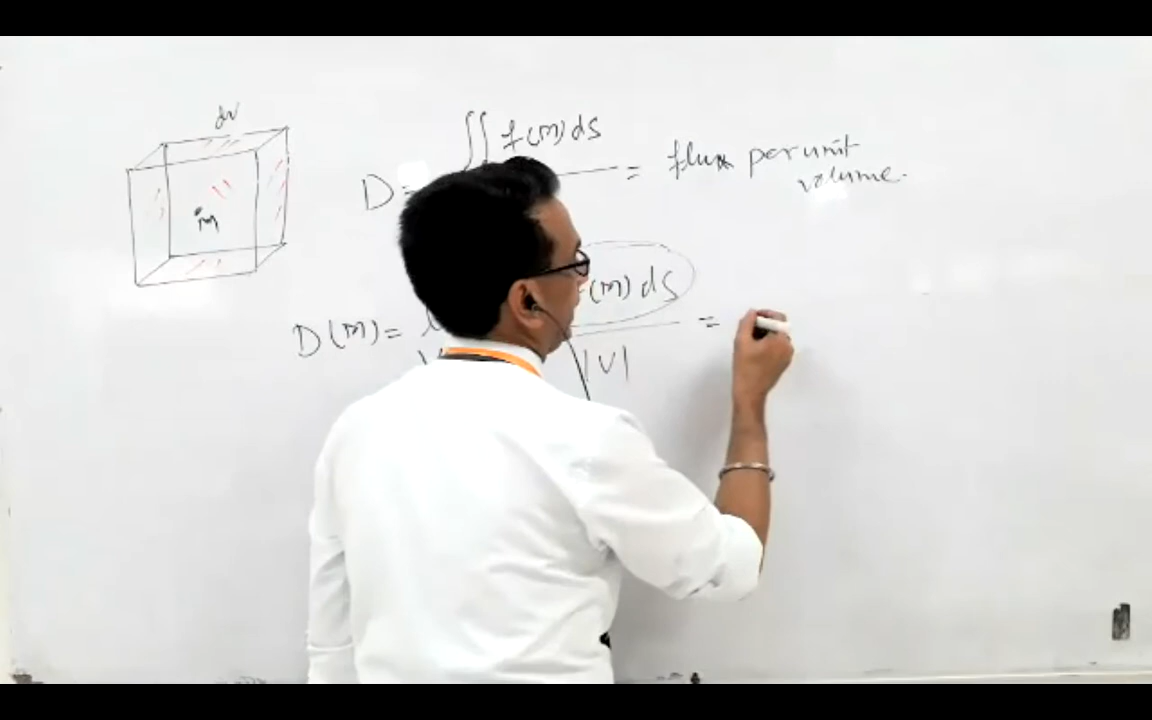 dv
m
∬ f(m) ds
D = = flux per unit
volume.
(m) ds
D(M) = =
|V|